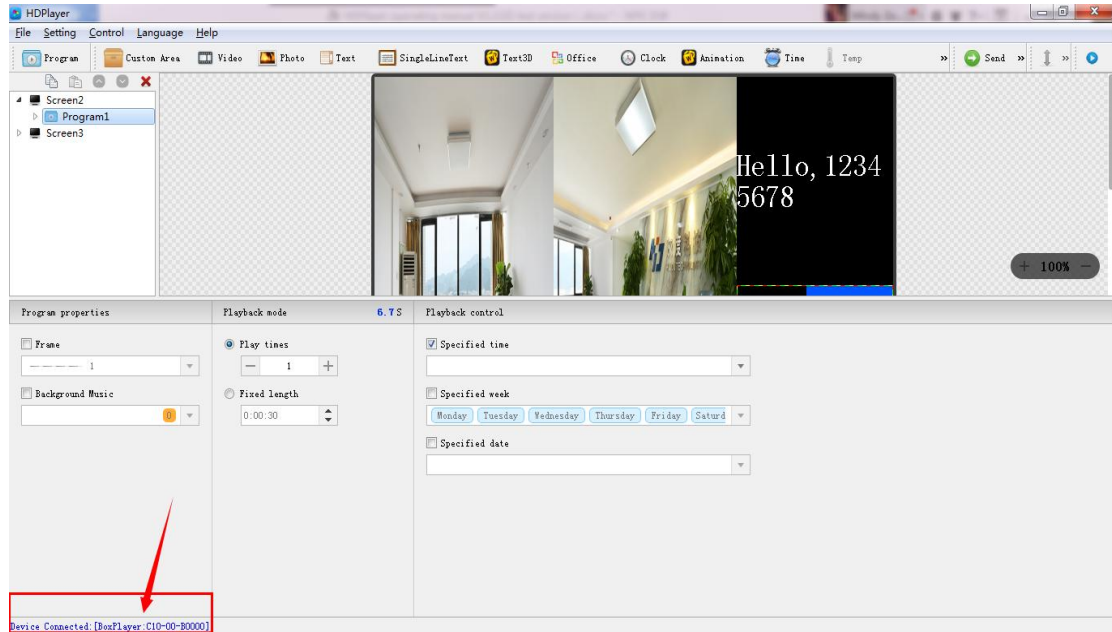 HDPlayer
File Setting Control Language Help
Program Custom Area Video Photo Text SingleLineText Text3D Office Clock Animation Time Temp » Send » »
Screen2
Program1
Screen3
Hello, 1234
5678
+ 100% −
Program properties Playback mode 6.7S Playback control
Frame Play times Specified time
1 − 1 +
Background Music Fixed length Specified week
0 0:00:30 Monday Tuesday Wednesday Thursday Friday Saturd
Specified date
Device Connected:[BoxPlayer:C10-00-B0000]